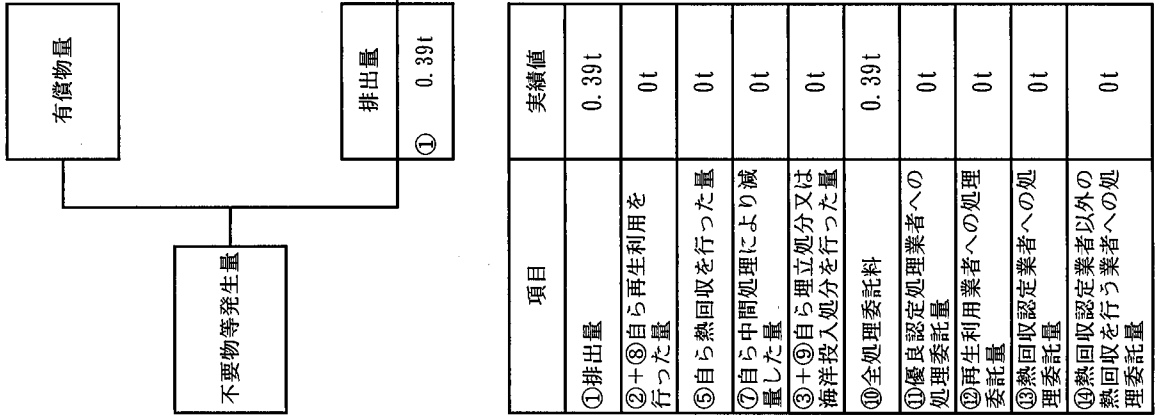 有償物量
不要物等発生量
排出量
① 0.39t
項目 実績値
①排出量 0.39t
②+⑧自ら再生利用を
行った量 0t
⑤自ら熱回収を行った量 0t
⑦自ら中間処理により減
量した量 0t
③+⑨自ら埋立処分又は
海洋投入処分を行った量 0t
⑩全処理委託料 0.39t
⑪優良認定処理業者への
処理委託量 0t
⑫再生利用業者への処理
委託量 0t
⑬熱回収認定業者への処
理委託量 0t
⑭熱回収認定業者以外の
熱回収を行う業者への処
理委託量 0t